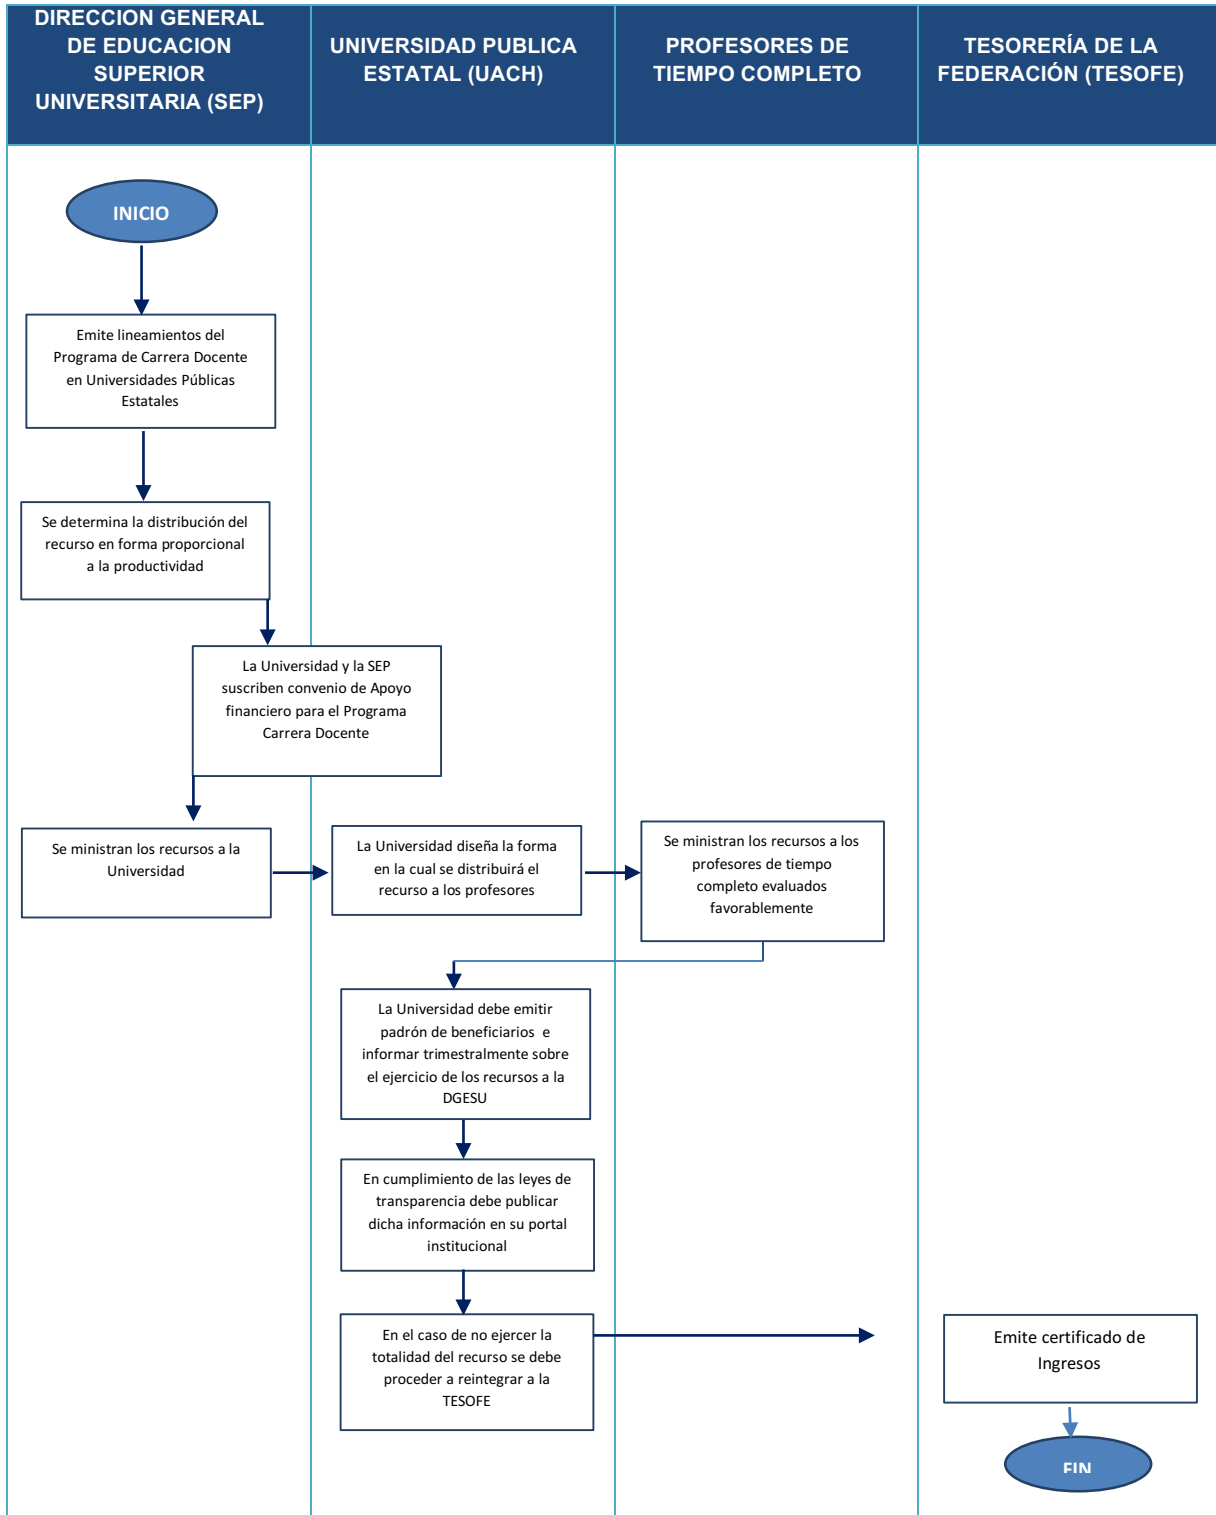 DIRECCION GENERAL
DE EDUCACION
SUPERIOR
UNIVERSITARIA (SEP)
UNIVERSIDAD PUBLICA
ESTATAL (UACH)
PROFESORES DE
TIEMPO COMPLETO
TESORERÍA DE LA
FEDERACIÓN (TESOFE)
INICIO
Emite lineamientos del
Programa de Carrera Docente
en Universidades Públicas
Estatales
Se determina la distribución del
recurso en forma proporcional
a la productividad
La Universidad y la SEP
suscriben convenio de Apoyo
financiero para el Programa
Carrera Docente
Se ministran los recursos a la
Universidad
La Universidad diseña la forma
en la cual se distribuirá el
recurso a los profesores
Se ministran los recursos a los
profesores de tiempo
completo evaluados
favorablemente
La Universidad debe emitir
padrón de beneficiarios  e
informar trimestralmente sobre
el ejercicio de los recursos a la
DGESU
En cumplimiento de las leyes de
transparencia debe publicar
dicha información en su portal
institucional
En el caso de no ejercer la
totalidad del recurso se debe
proceder a reintegrar a la
TESOFE
Emite certificado de
Ingresos
FIN